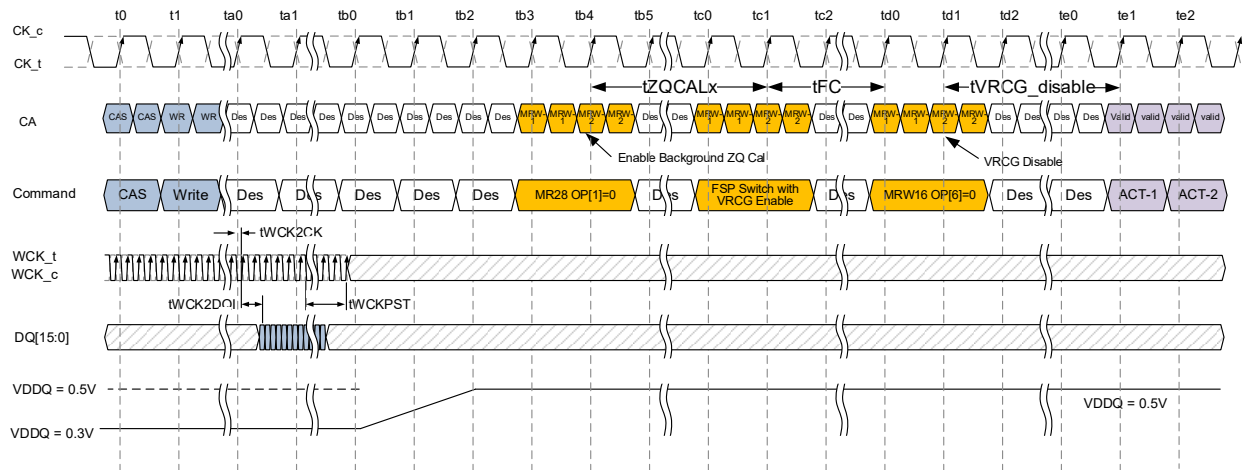 t0 t1 ta0 ta1 tb0 tb1 tb2 tb3 tb4 tb5 tc0 tc1 tc2 td0 td1 td2 te0 te1 te2
CK_c
CK_t
tZQCALx tFC tVRCG_disable
CA CAS CAS WR WR Des Des Des Des Des Des Des Des Des Des MRW-1 MRW-1 MRW-2 MRW-2 Des Des MRW-1 MRW-1 MRW-2 MRW-2 Des Des MRW-1 MRW-1 MRW-2 MRW-2 Des Des Des Des Valid valid valid valid
Enable Background ZQ Cal
VRCG Disable
Command CAS Write Des Des Des Des Des MR28 OP[1]=0 Des FSP Switch with VRCG Enable Des MRW16 OP[6]=0 Des Des ACT-1 ACT-2
tWCK2CK
WCK_t
WCK_c
tWCK2DQI tWCKPST
DQ[15:0]
VDDQ = 0.5V
VDDQ = 0.5V
VDDQ = 0.3V